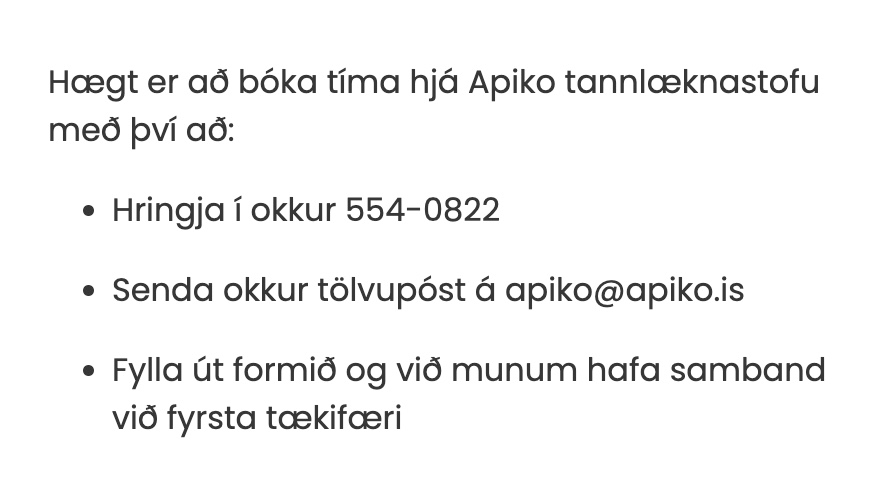 Hægt er að bóka tíma hjá Apiko tannlæknastofu
með því að:
• Hringja í okkur 554-0822
• Senda okkur tölvupóst á apiko@apiko.is
• Fylla út formið og við munum hafa samband
við fyrsta tækifæri